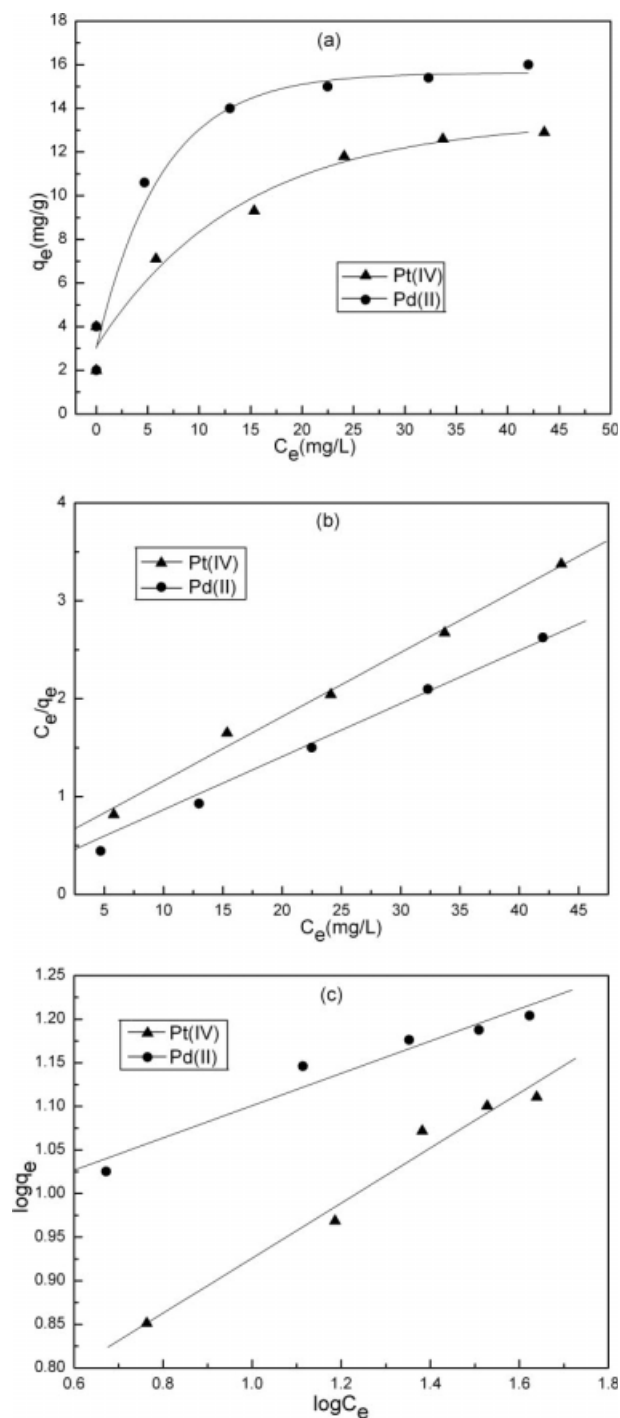 (a)
18
16
14
12
10
8
6
4
2
0
qe(mg/g)
Pt(IV)
Pd(II)
0 5 10 15 20 25 30 35 40 45 50
Ce(mg/L)
(b)
4
3
2
1
0
Ce/qe
Pt(IV)
Pd(II)
5 10 15 20 25 30 35 40 45
Ce(mg/L)
(c)
1.25
1.20
1.15
1.10
1.05
1.00
0.95
0.90
0.85
0.80
logqe
Pt(IV)
Pd(II)
0.6 0.8 1.0 1.2 1.4 1.6 1.8
logCe